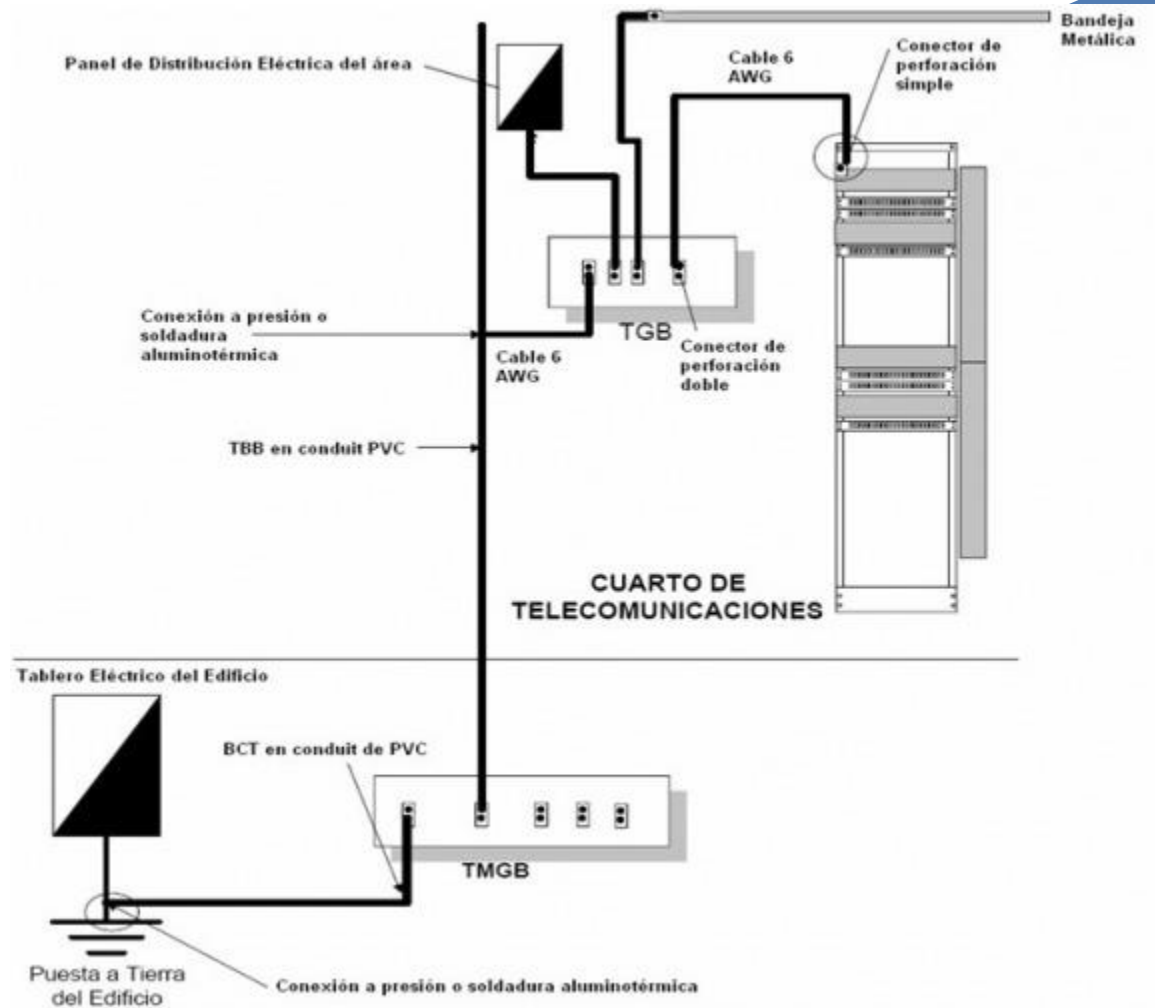 Bandeja
Metálica
Conector de
perforación
simple
Cable 6
AWG
Panel de Distribución Eléctrica del área
Conexión a presión o
soldadura
aluminotérmica
TGB
Cable 6
AWG
Conector de
perforación
doble
TBB en conduit PVC
CUARTO DE
TELECOMUNICACIONES
Tablero Eléctrico del Edificio
BCT en conduit de PVC
TMGB
Puesta a Tierra
del Edificio
Conexión a presión o soldadura aluminotérmica